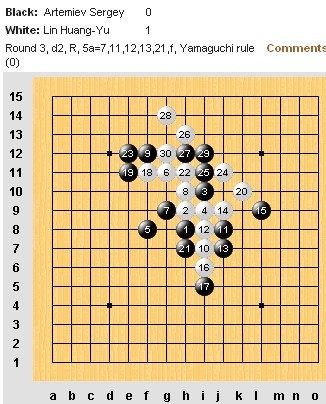 Black: Artemiev Sergey 0
White: Lin Huang-Yu 1
Round 3, d2, R, 5a=7,11,12,13,21,f, Yamaguchi rule Comments
(0)
15
14 28
13 26
12 23 9 30 27 29
11 19 18 6 22 25 24
10 8 3 20
9 7 2 4 14 15
8 5 1 12 11
7 21 10 13
6 16
5 17
4
3
2
1
a b c d e f g h i j k l m n o